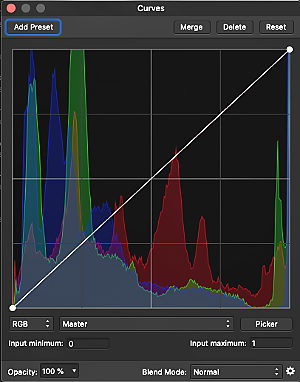 Curves
Add Preset Merge Delete Reset
RGB Master Picker
Input minimum: 0 Input maximum: 1
Opacity: 100 % Blend Mode: Normal